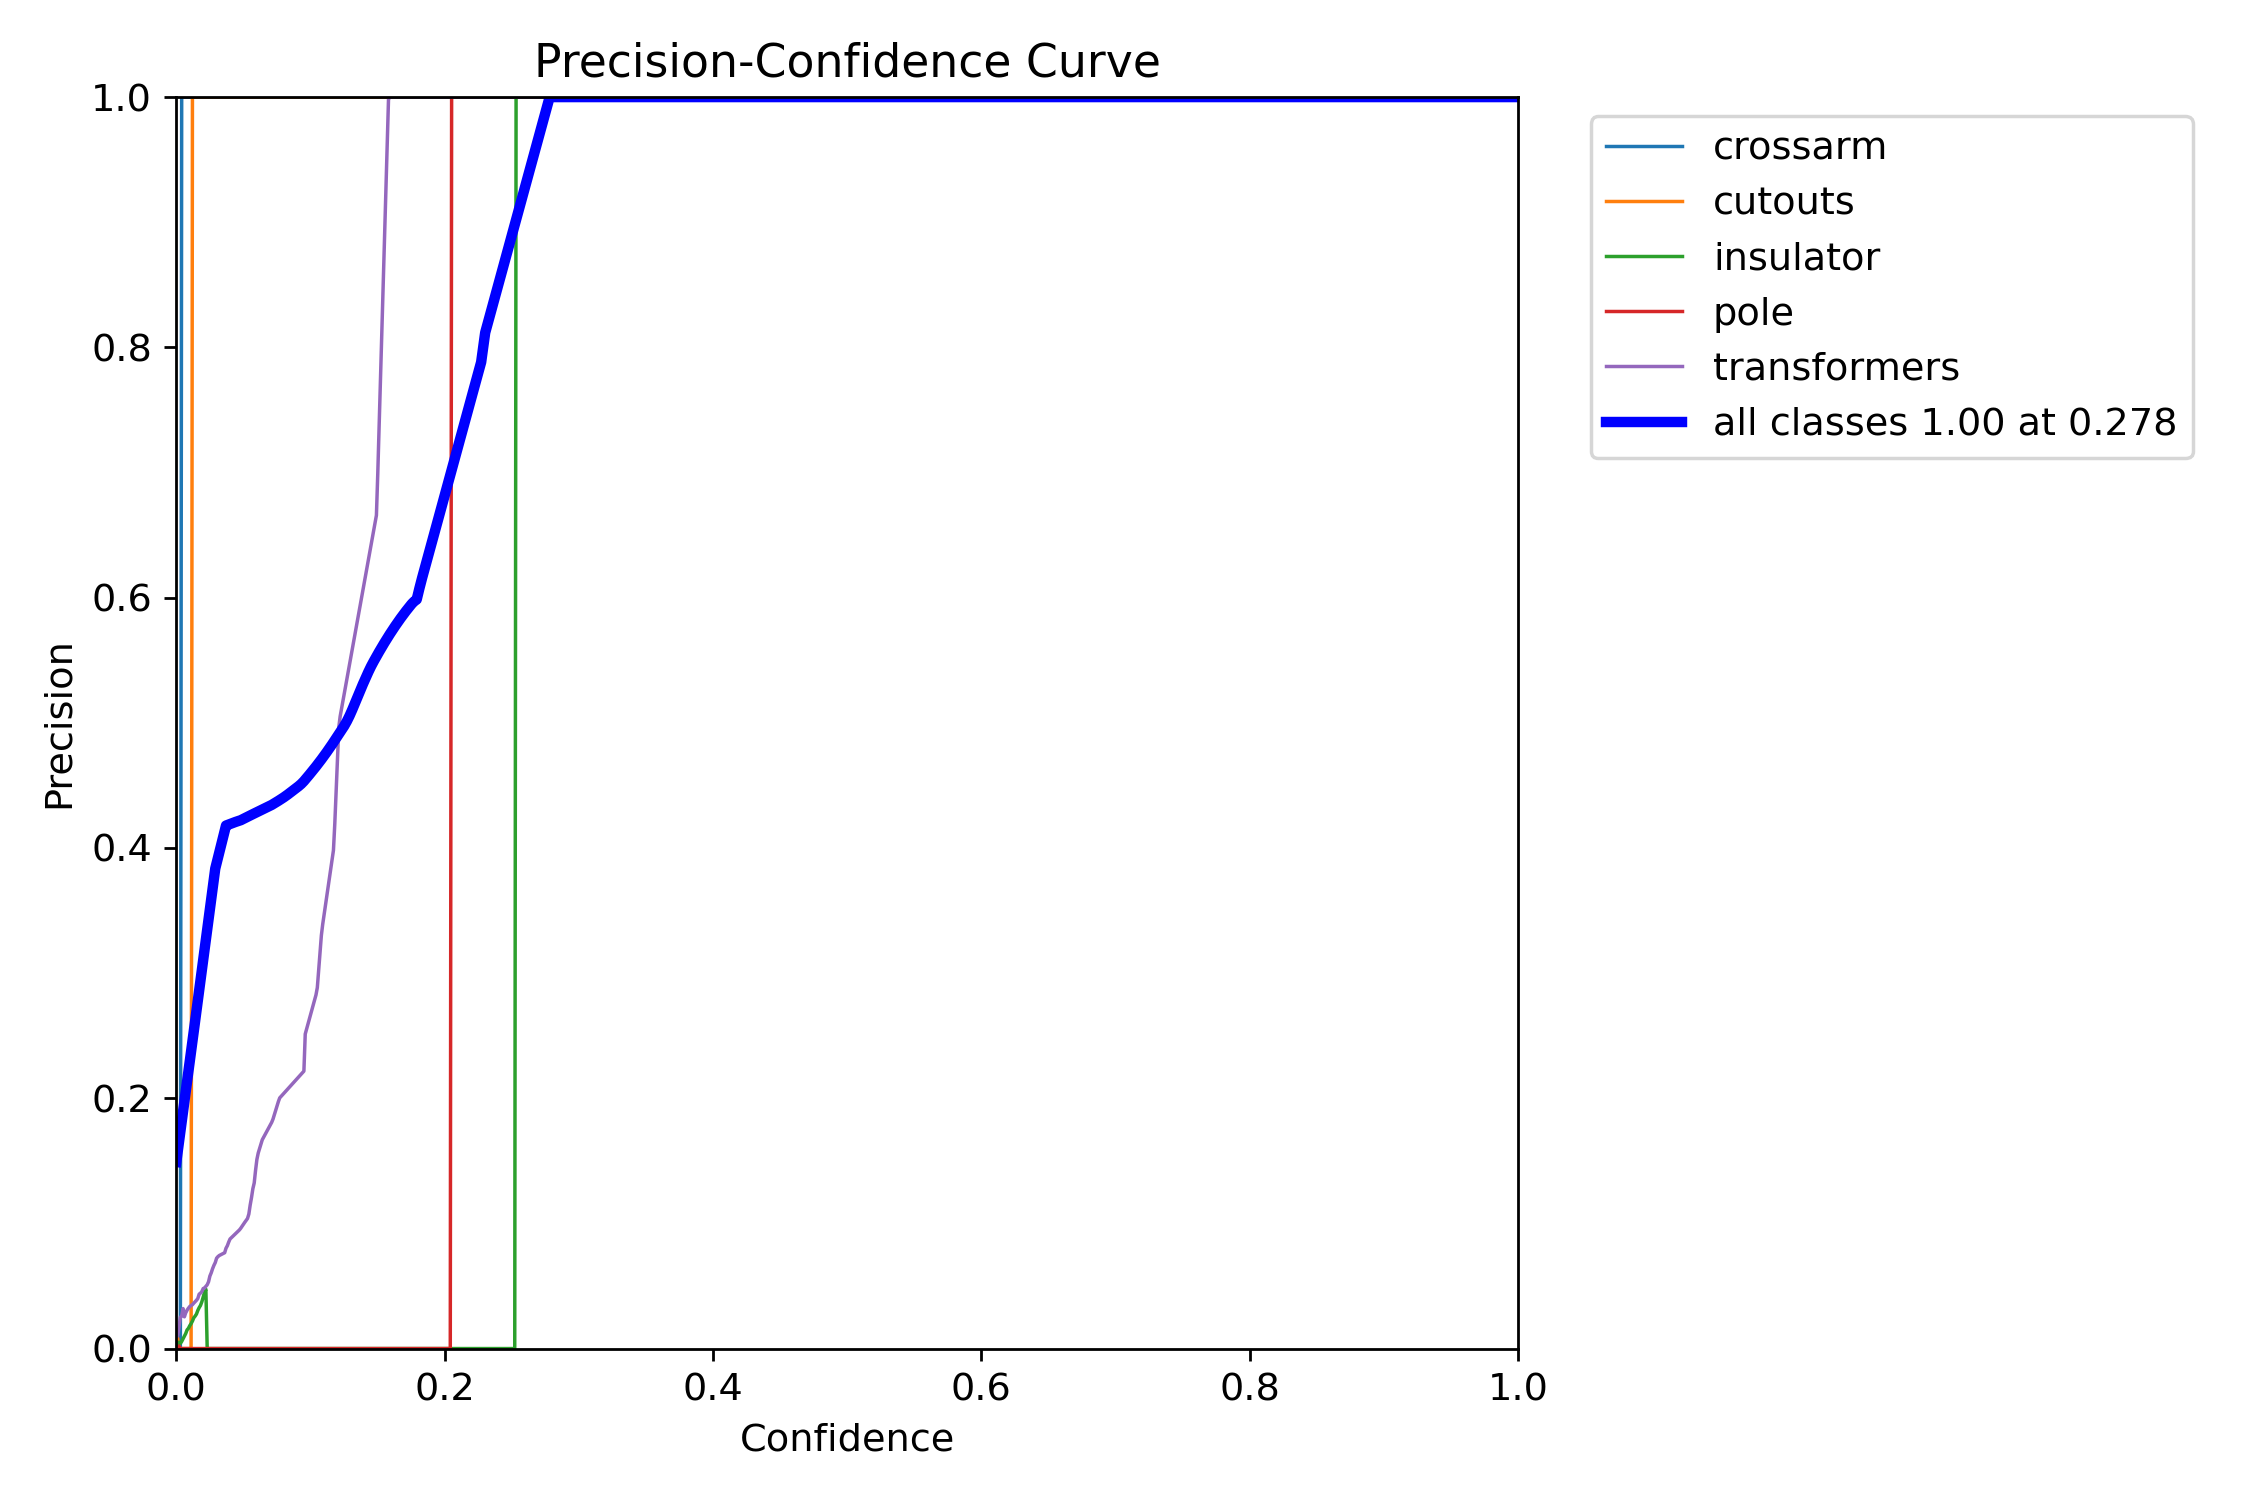 Precision-Confidence Curve
1.0
0.8
0.6
0.4
0.2
0.0
Precision
0.0 0.2 0.4 0.6 0.8 1.0
Confidence
crossarm
cutouts
insulator
pole
transformers
all classes 1.00 at 0.278